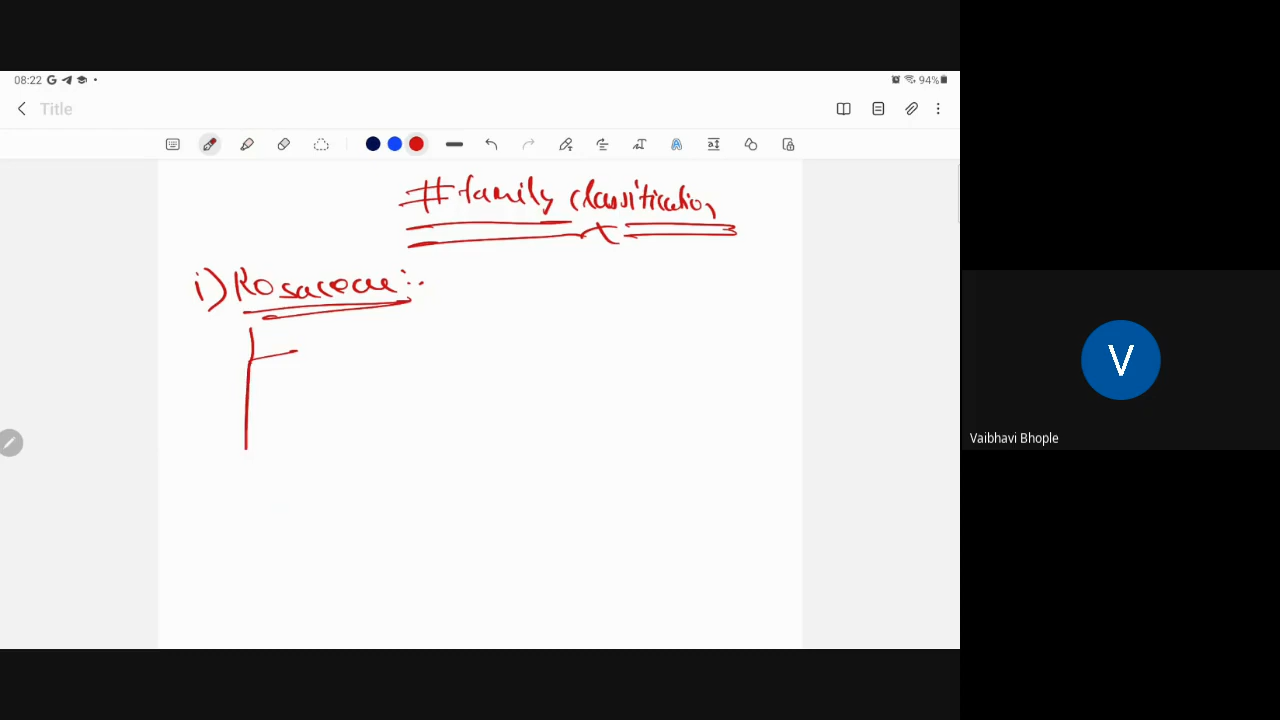 08:22 G
94%
Title
# family classification
i) Rosaceae :-
V
Vaibhavi Bhople